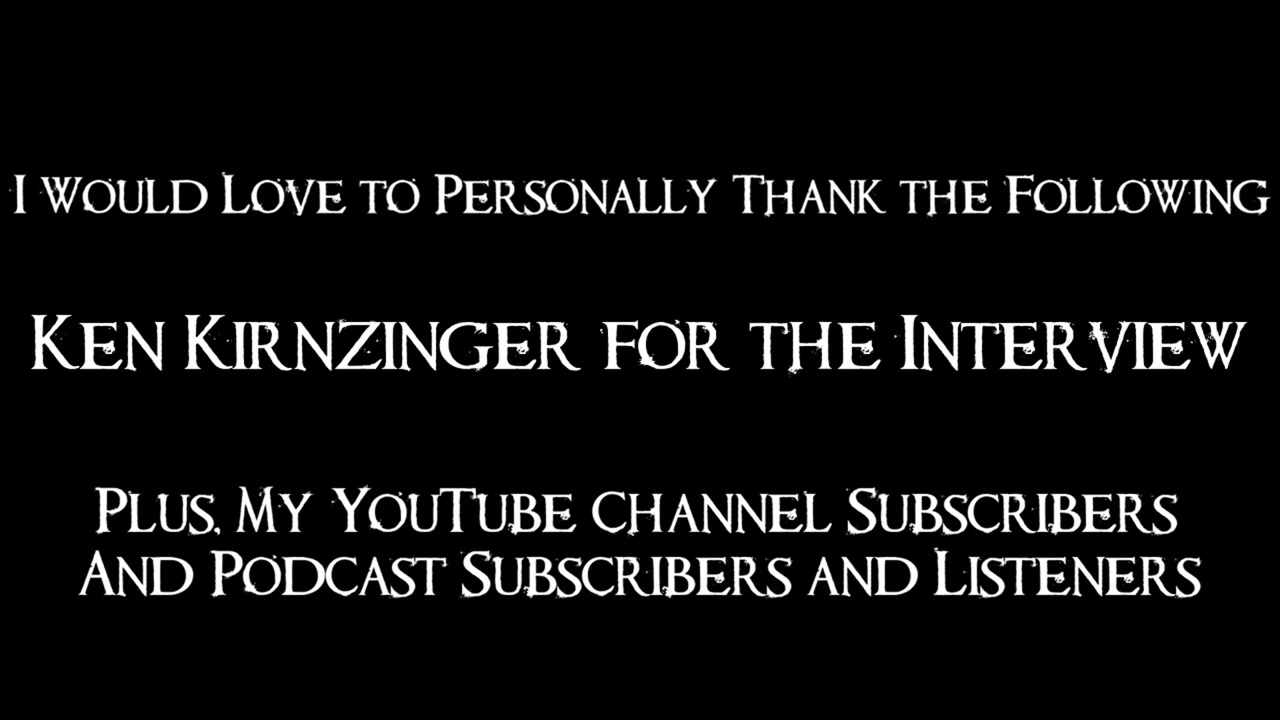 I would Love to Personally Thank the Following
Ken Kirnzinger for the Interview
Plus, My YouTube channel Subscribers
And Podcast Subscribers and Listeners